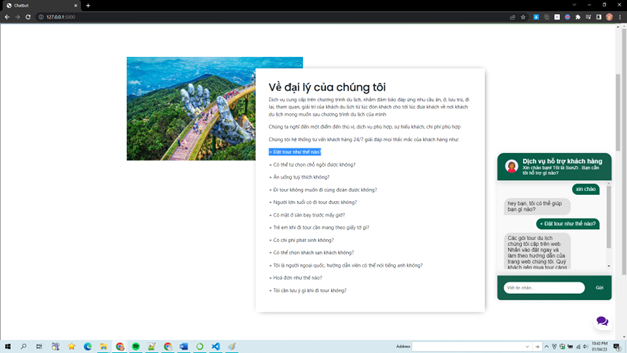 Chatbot
127.0.0.1:5000
Về đại lý của chúng tôi
Dịch vụ cung cấp trên chương trình du lịch, nhằm đảm bảo đáp ứng nhu cầu ăn, ở, lưu trú, đi
lại, tham quan, giải trí của khách du lịch từ lúc đón khách cho tới lúc đưa khách về nơi khách
du lịch mong muốn sau chương trình du lịch của mình
Chúng ta nghĩ đến một điểm đến thú vị, dịch vụ phù hợp, sự hiếu khách, chi phí phù hợp
Chúng tôi hệ thống tư vấn khách hàng 24/7 giải đáp mọi thắc mắc của khách hàng như:
+ Đặt tour như thế nào?
+ Có thể tự chọn chỗ ngồi được không?
+ Ăn uống tuỳ thích không?
+ Đi tour không muốn đi cùng đoàn được không?
+ Người lớn tuổi có đi tour được không?
+ Có mặt ở sân bay trước mấy giờ?
+ Trẻ em khi đi tour cần mang theo giấy tờ gì?
+ Có chi phí phát sinh không?
+ Có thể chọn khách sạn khách không?
+ Tôi là người ngoại quốc, hướng dẫn viên có thể nói tiếng anh không?
+ Hoá đơn như thế nào?
+ Tôi cần lưu ý gì khi đi tour không?
Dịch vụ hỗ trợ khách hàng
Xin chào bạn! Tôi là SunZi . Bạn cần
tôi hỗ trợ gì nào?
xin chào
hey bạn, tôi có thể giúp
bạn gì nào?
+ Đặt tour như thế nào?
Các gói tour du lịch
chúng tôi cấp trên web.
Nhấn vào đặt ngay và
làm theo hướng dẫn của
trang web chúng tôi. Quý
khách nên mua tour càng
Viết tin nhắn...
Gửi
Address
10:43 PM
01/04/23